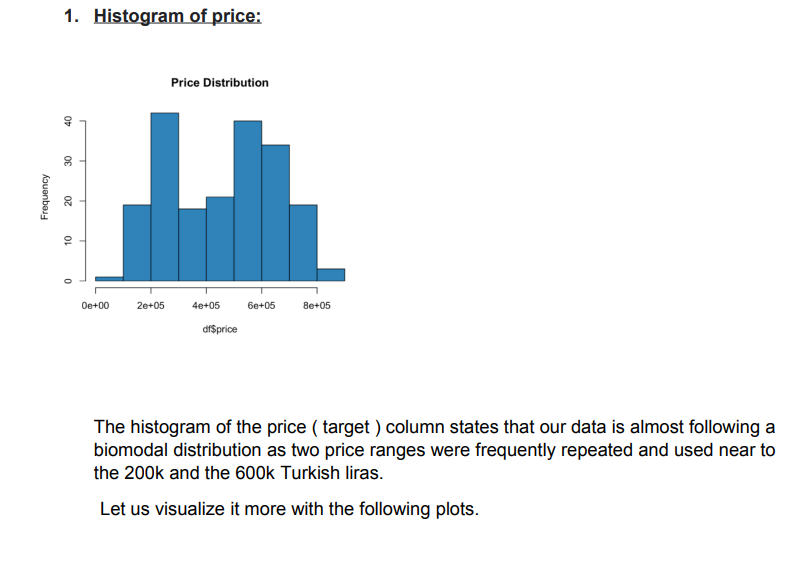 1. Histogram of price:
Price Distribution
Frequency
40
30
20
10
0
0e+00 2e+05 4e+05 6e+05 8e+05
df$price
The histogram of the price ( target ) column states that our data is almost following a
biomodal distribution as two price ranges were frequently repeated and used near to
the 200k and the 600k Turkish liras.
Let us visualize it more with the following plots.